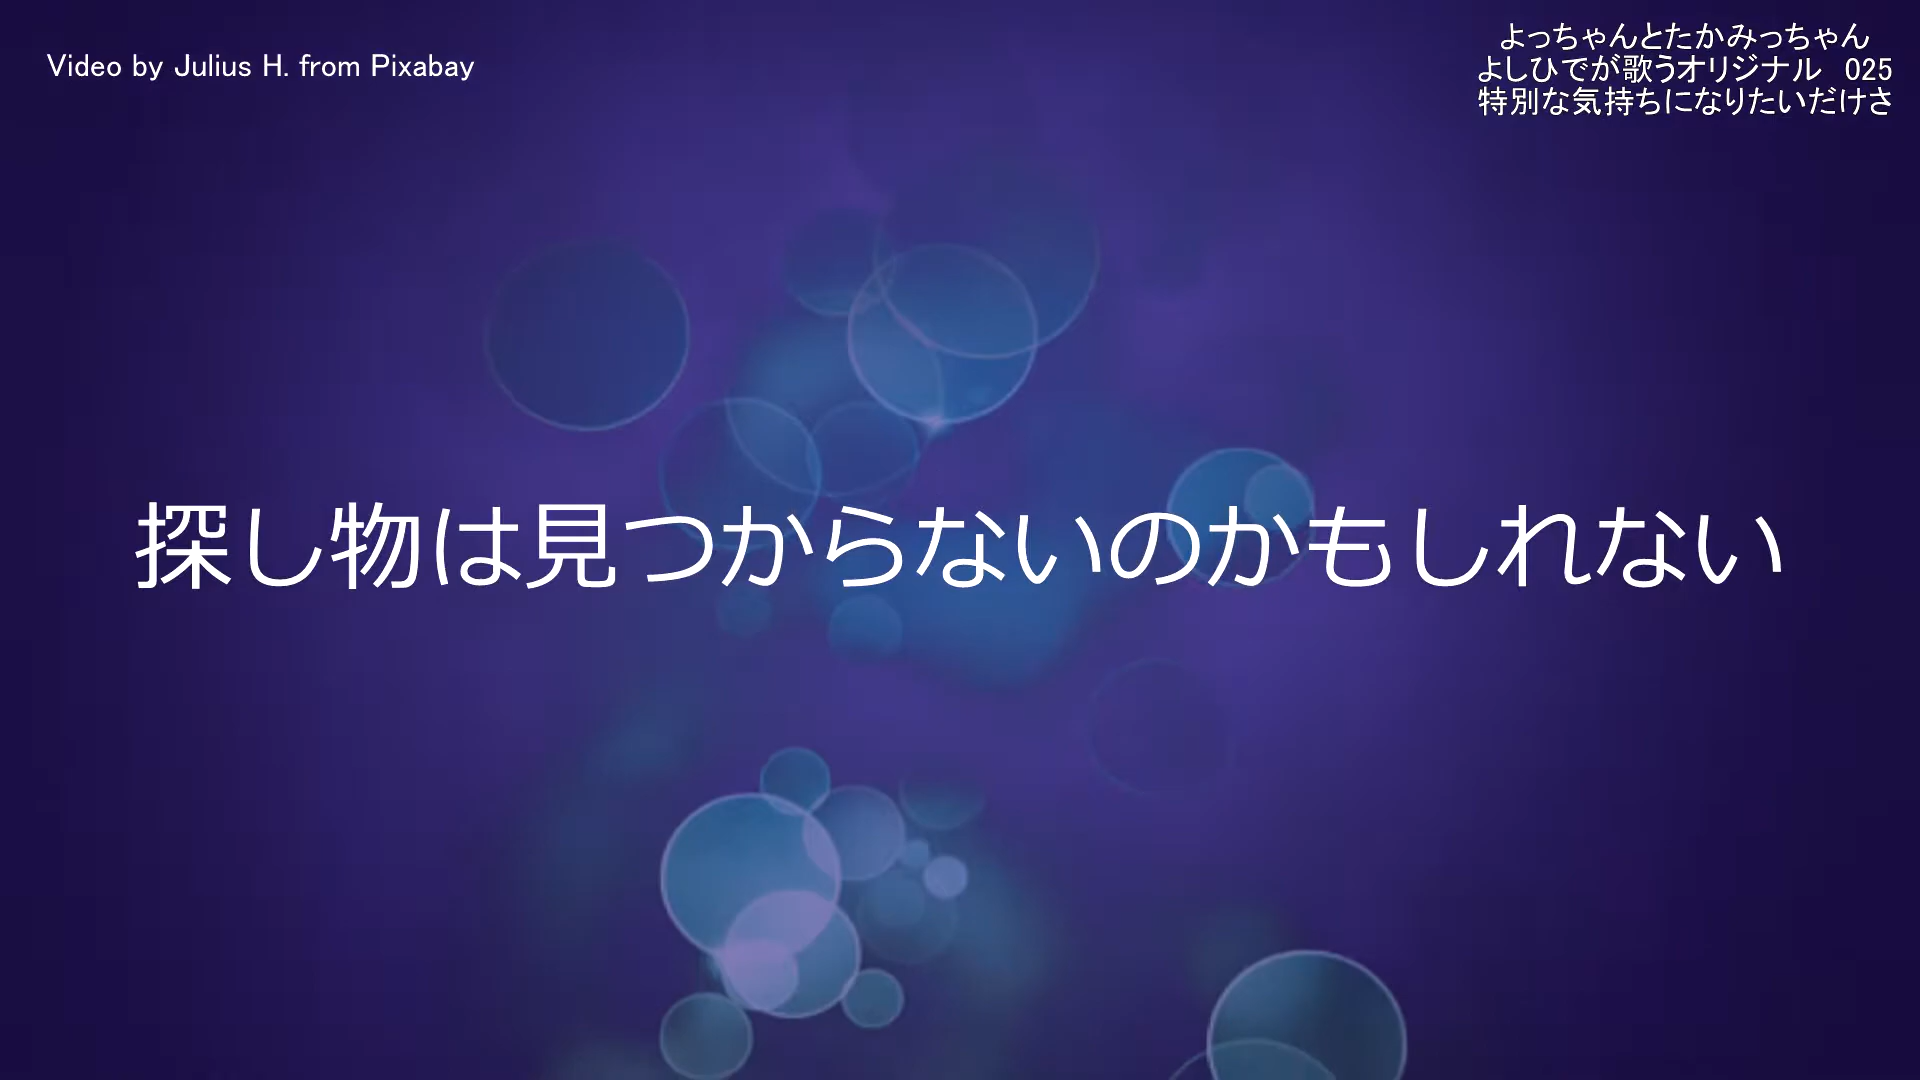 Video by Julius H. from Pixabay
よっちゃんとたかみっちゃん
よしひでが歌うオリジナル　025
特別な気持ちになりたいだけさ
探し物は見つからないのかもしれない